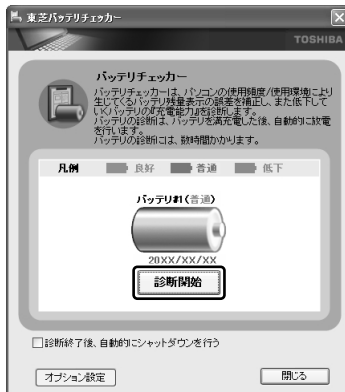 東芝バッテリチェッカー
TOSHIBA
バッテリチェッカー
バッテリチェッカーは、パソコンの使用頻度/使用環境により
生じてくるバッテリ残量表示の誤差を補正し、また低下して
いくバッテリの『充電能力』を診断します。
バッテリの診断は、バッテリを満充電した後、自動的に放電
を行います。
バッテリの診断には、数時間かかります。
凡例 良好 普通 低下
バッテリ#1(普通)
20XX/XX/XX
診断開始
診断終了後、自動的にシャットダウンを行う
オプション設定 閉じる